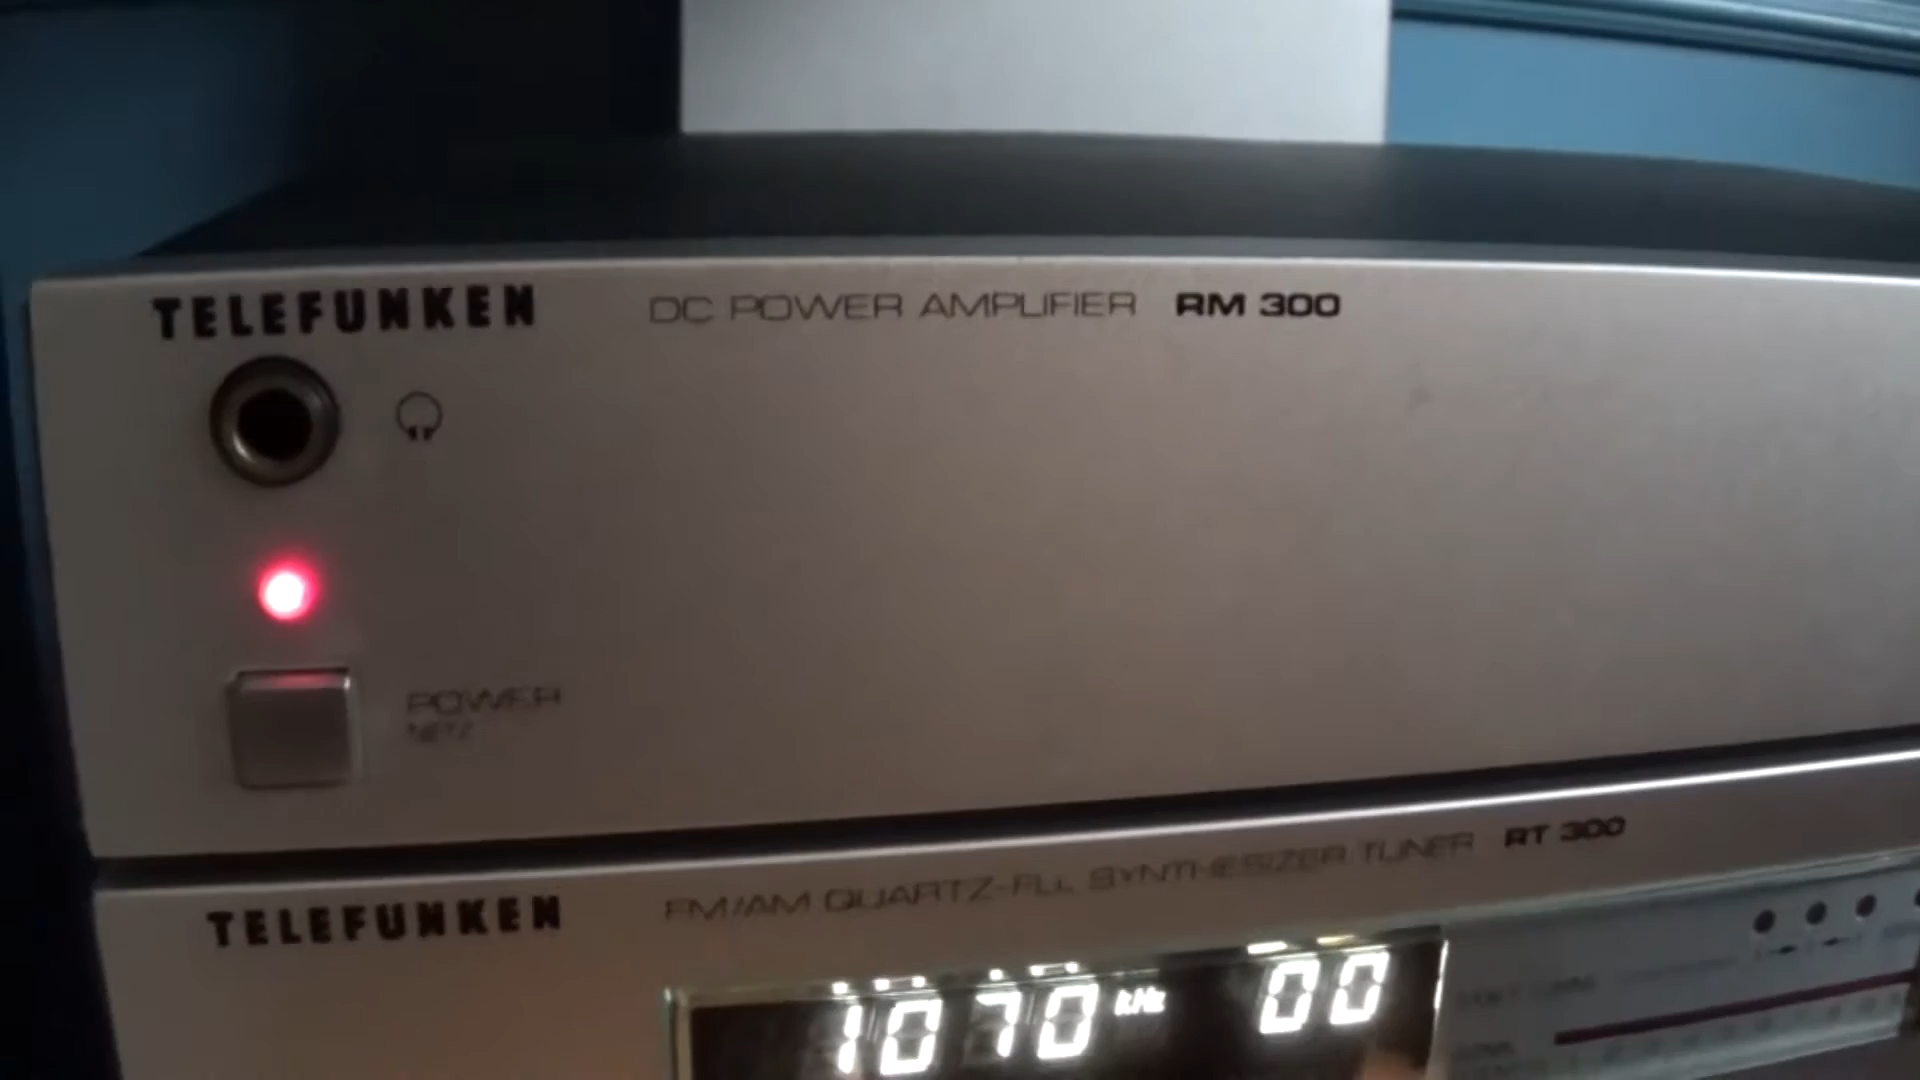 TELEFUNKEN DC POWER AMPLIFIER RM 300
POWER
NETZ
TELEFUNKEN FM/AM QUARTZ-PLL SYNTHESIZER TUNER RT 300
1070 kHz 00